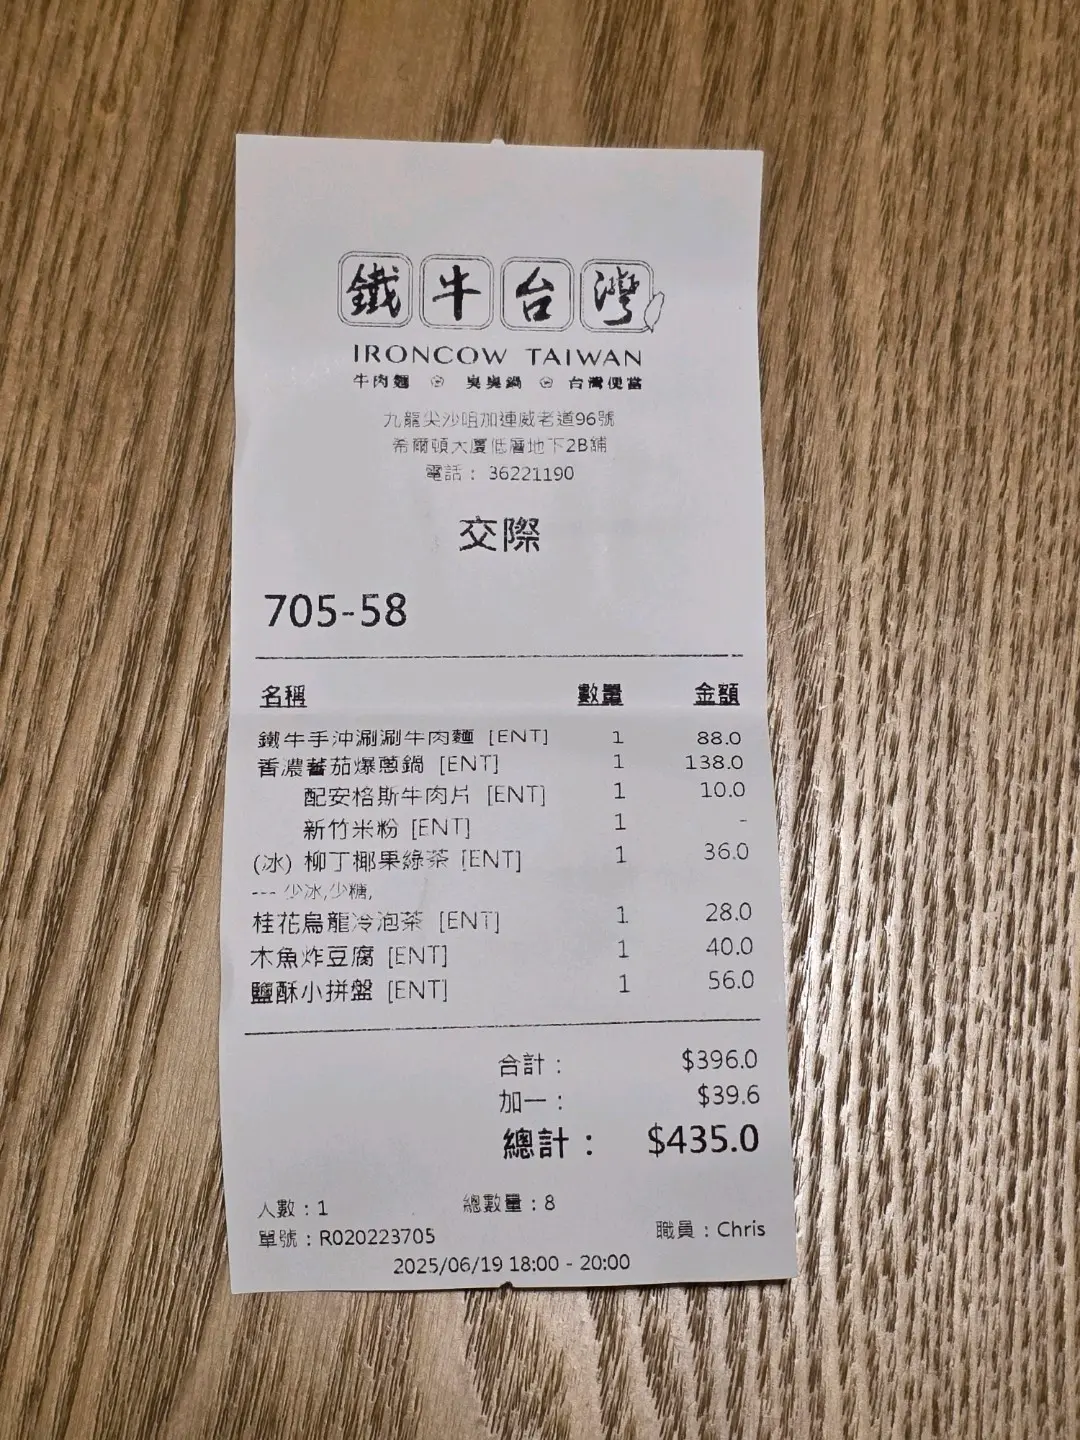 鐵牛台灣
IRONCOW TAIWAN
牛肉麵 臭臭鍋 台灣便當
九龍尖沙咀加連威老道96號
希爾頓大廈低層地下2B舖
電話： 36221190
交際
705-58
名稱 數量 金額
鐵牛手沖涮涮牛肉麵 [ENT] 1 88.0
香濃蕃茄爆蔥鍋 [ENT] 1 138.0
配安格斯牛肉片 [ENT] 1 10.0
新竹米粉 [ENT] 1 -
(冰) 椰丁椰果綠茶 [ENT] 1 36.0
--- 少冰,少糖,
桂花烏龍冷泡茶 [ENT] 1 28.0
木魚炸豆腐 [ENT] 1 40.0
鹽酥小拼盤 [ENT] 1 56.0
合計： $396.0
加一： $39.6
總計： $435.0
人數：1 總數量：8
單號：R020223705 職員：Chris
2025/06/19 18:00 - 20:00